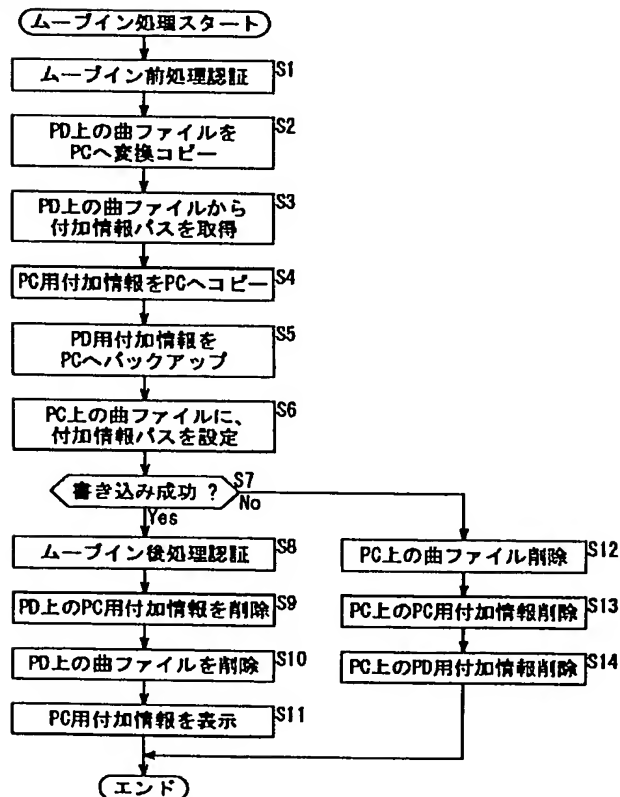 ムーブイン処理スタート
ムーブイン前処理認証
S1
PD上の曲ファイルを
PCへ変換コピー
S2
PD上の曲ファイルから
付加情報パスを取得
S3
PC用付加情報をPCへコピー
S4
PD用付加情報を
PCへバックアップ
S5
PC上の曲ファイルに、
付加情報パスを設定
S6
書き込み成功？
S7
Yes
No
ムーブイン後処理認証
S8
PD上のPC用付加情報を削除
S9
PD上の曲ファイルを削除
S10
PC用付加情報を表示
S11
PC上の曲ファイル削除
S12
PC上のPC用付加情報削除
S13
PC上のPD用付加情報削除
S14
エンド